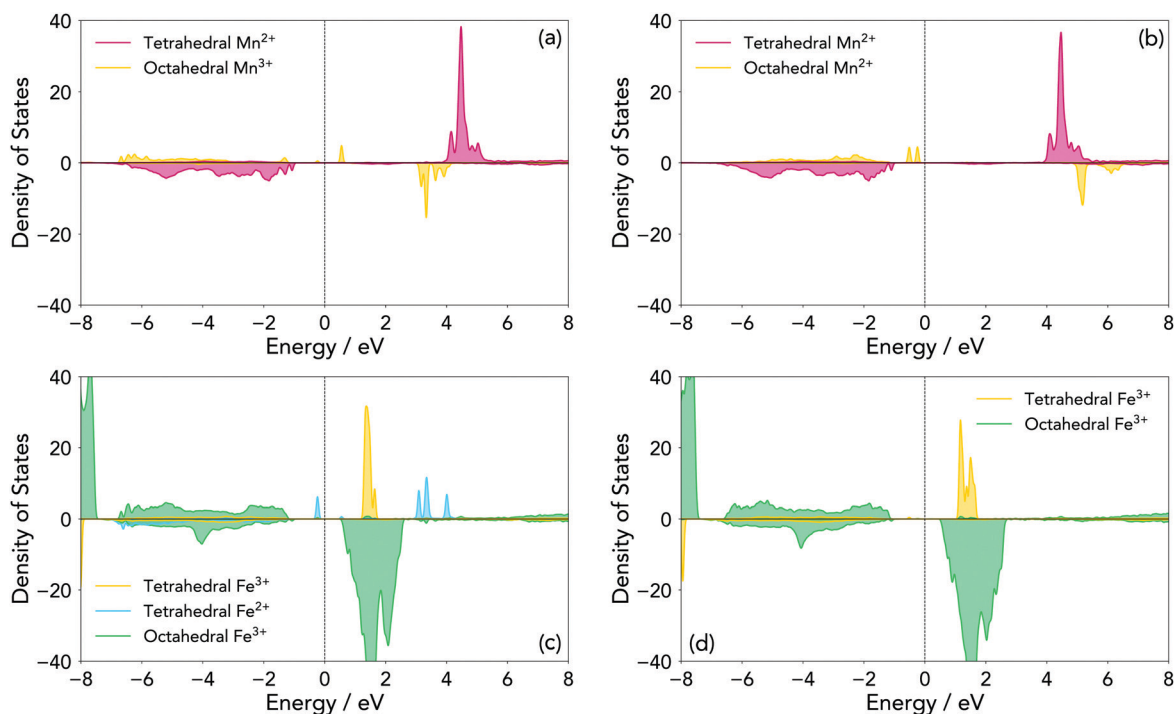 (a)
Tetrahedral Mn²⁺
Octahedral Mn³⁺
Density of States
40
20
0
−20
−40
−8 −6 −4 −2 0 2 4 6 8
Energy / eV
(b)
Tetrahedral Mn²⁺
Octahedral Mn²⁺
Density of States
40
20
0
−20
−40
−8 −6 −4 −2 0 2 4 6 8
Energy / eV
Density of States
40
20
0
−20
−40
Tetrahedral Fe³⁺
Tetrahedral Fe²⁺
Octahedral Fe³⁺
(c)
−8 −6 −4 −2 0 2 4 6 8
Energy / eV
Tetrahedral Fe³⁺
Octahedral Fe³⁺
Density of States
40
20
0
−20
−40
(d)
−8 −6 −4 −2 0 2 4 6 8
Energy / eV